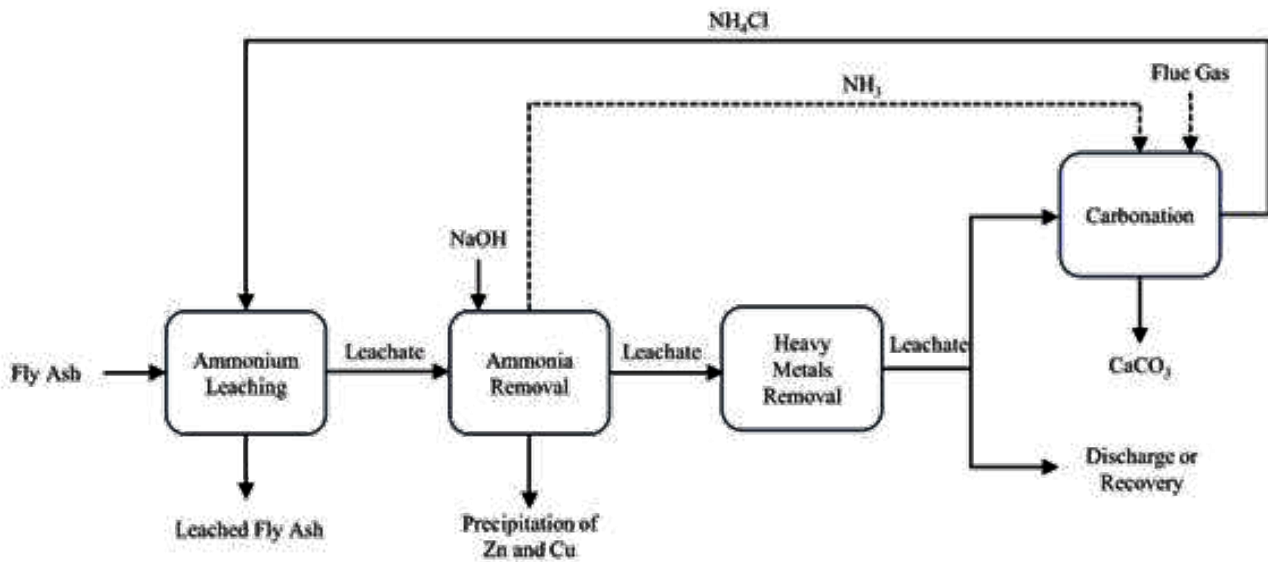 NH₄Cl
NH₃
Flue Gas
Carbonation
NaOH
Fly Ash
Ammonium
Leaching
Leachate
Ammonia
Removal
Leachate
Heavy
Metals
Removal
Leachate
CaCO₃
Discharge or
Recovery
Leached Fly Ash
Precipitation of
Zn and Cu